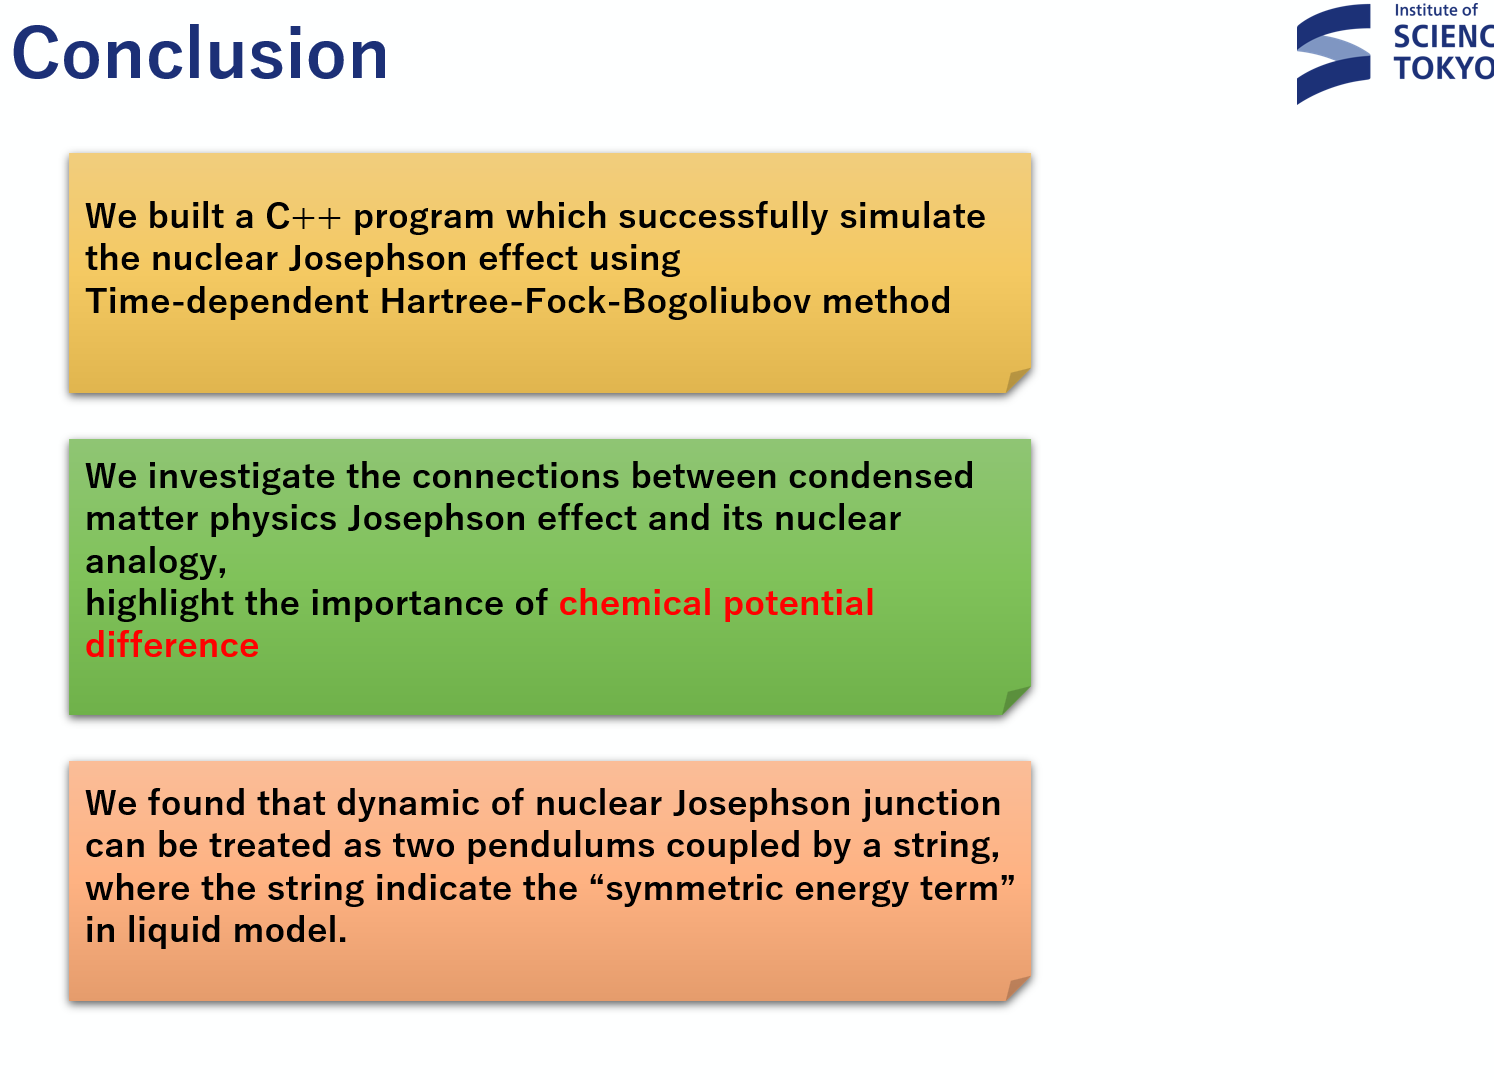 Conclusion
Institute of
SCIENC
TOKYO
We built a C++ program which successfully simulate
the nuclear Josephson effect using
Time-dependent Hartree-Fock-Bogoliubov method
We investigate the connections between condensed
matter physics Josephson effect and its nuclear
analogy,
highlight the importance of chemical potential
difference
We found that dynamic of nuclear Josephson junction
can be treated as two pendulums coupled by a string,
where the string indicate the “symmetric energy term”
in liquid model.